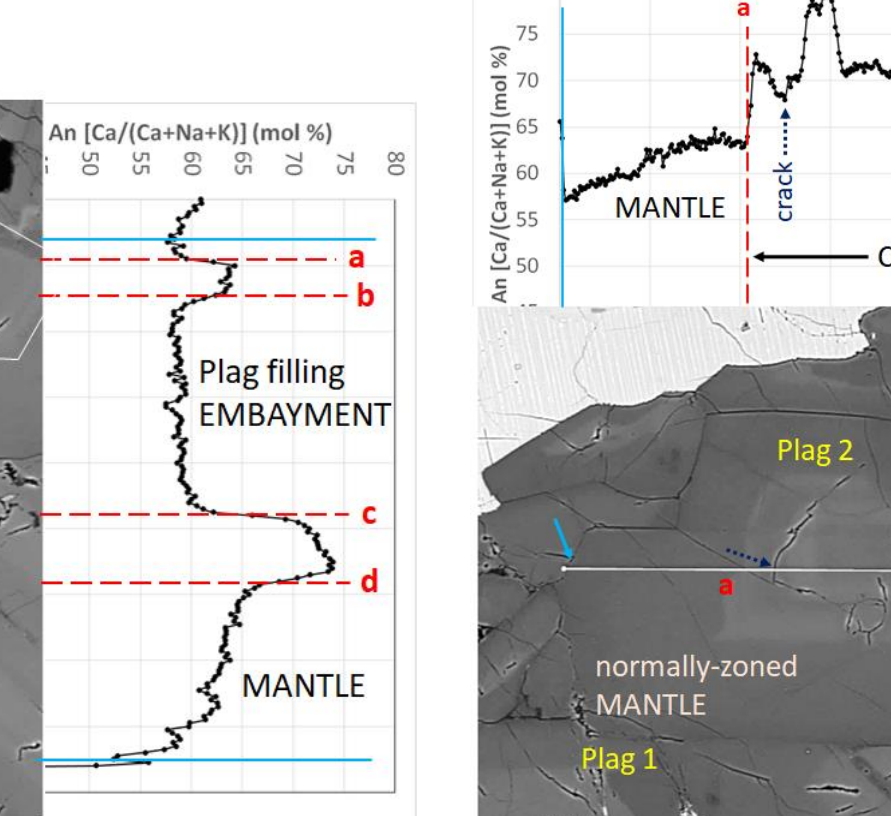 An [Ca/(Ca+Na+K)] (mol %)
50 55 60 65 70 75 80
a
b
Plag filling
EMBAYMENT
c
d
MANTLE
a
An [Ca/(Ca+Na+K)] (mol %)
75
70
65
60
55
50
MANTLE
crack
Plag 2
a
normally-zoned
MANTLE
Plag 1